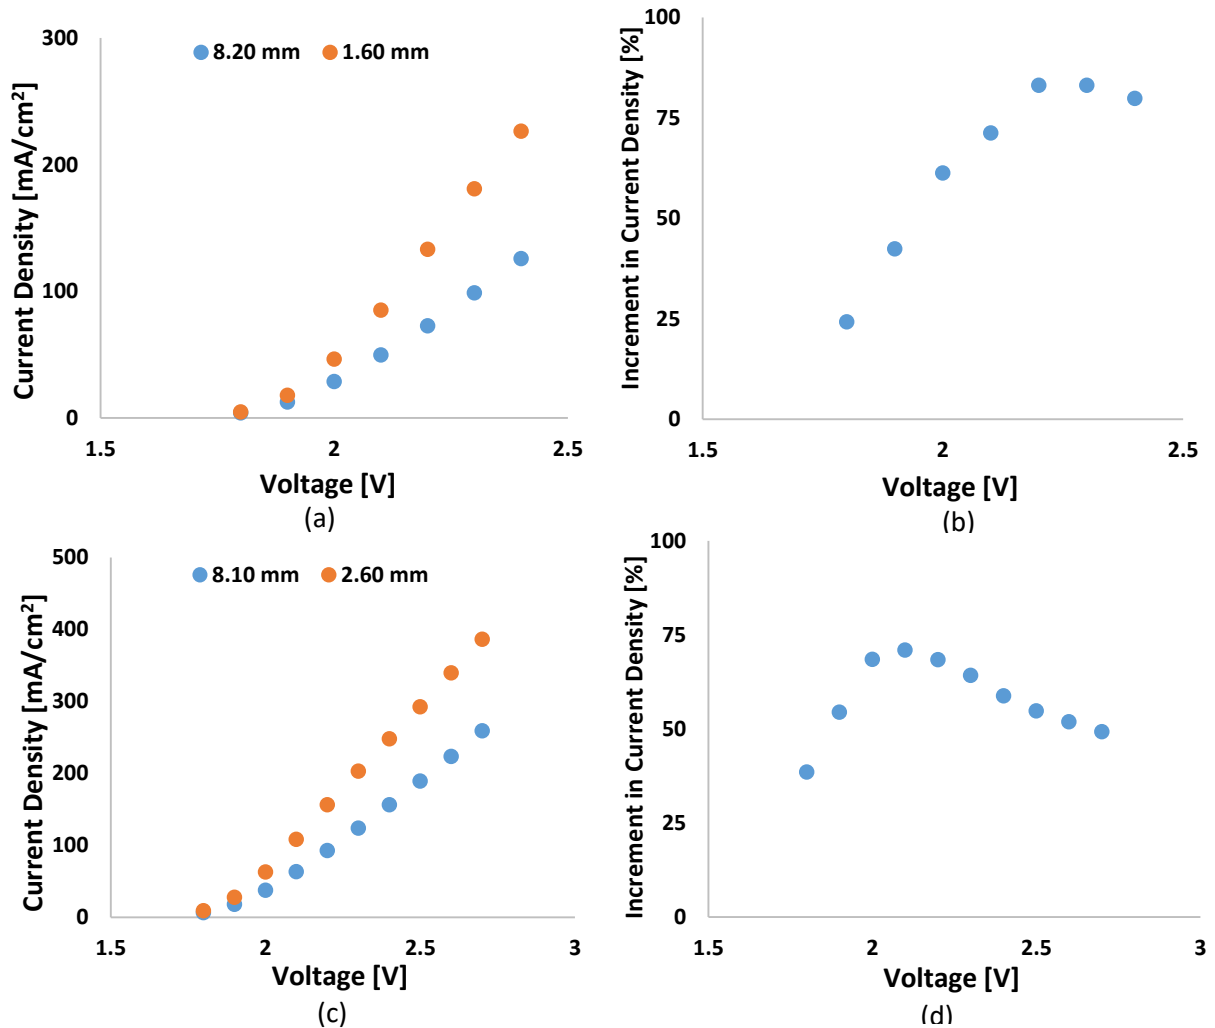 300
200
100
0
8.20 mm
1.60 mm
Current Density [mA/cm²]
1.5
2
2.5
Voltage [V]
(a)
100
75
50
25
0
Increment in Current Density [%]
1.5
2
2.5
Voltage [V]
(b)
500
400
300
200
100
0
8.10 mm
2.60 mm
Current Density [mA/cm²]
1.5
2
2.5
3
Voltage [V]
(c)
100
75
50
25
0
Increment in Current Density [%]
1.5
2
2.5
3
Voltage [V]
(d)